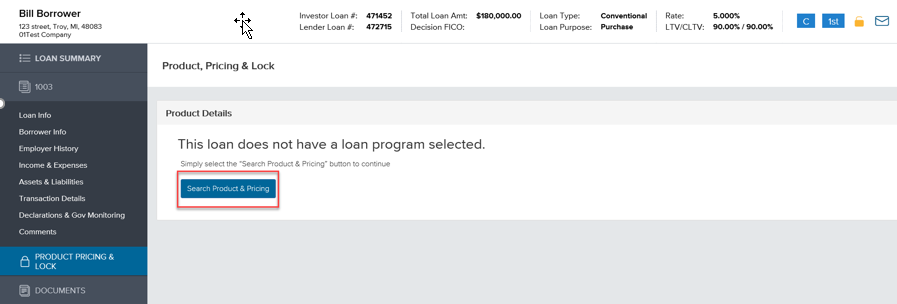 Bill Borrower
123 street, Troy, MI, 48083
01Test Company
Investor Loan #: 471452
Lender Loan #: 472715
Total Loan Amt: $180,000.00
Decision FICO:
Loan Type: Conventional
Loan Purpose: Purchase
Rate: 5.000%
LTV/CLTV: 90.00% / 90.00%
C
1st
LOAN SUMMARY
1003
Loan Info
Borrower Info
Employer History
Income & Expenses
Assets & Liabilities
Transaction Details
Declarations & Gov Monitoring
Comments
PRODUCT PRICING &
LOCK
DOCUMENTS
Product, Pricing & Lock
Product Details
This loan does not have a loan program selected.
Simply select the "Search Product & Pricing" button to continue
Search Product & Pricing